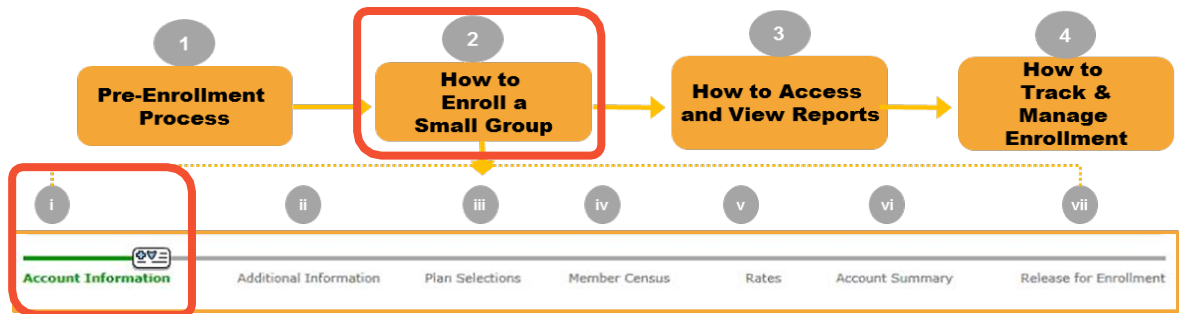 1
2
3
4
Pre-Enrollment
Process
How to
Enroll a
Small Group
How to Access
and View Reports
How to
Track &
Manage
Enrollment
i
ii
iii
iv
v
vi
vii
Account Information
Additional Information
Plan Selections
Member Census
Rates
Account Summary
Release for Enrollment